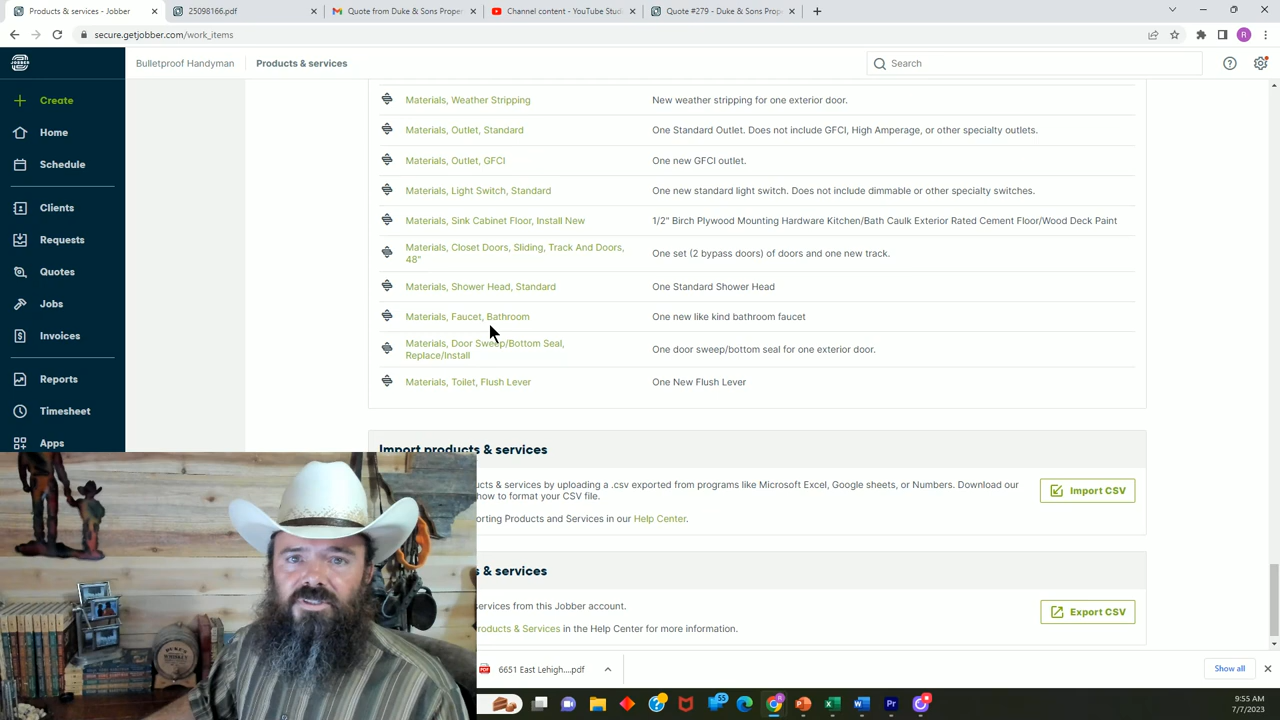 Products & services - Jobber
25098166.pdf
Quote from Duke & Sons Proper
Channel content - YouTube Stud
Quote #279 - Duke & Sons Prop
secure.getjobber.com/work_items
R
JOBBER
Bulletproof Handyman
Products & services
Search
Create
Home
Schedule
Clients
Requests
Quotes
Jobs
Invoices
Reports
Timesheet
Apps
Materials, Weather Stripping
New weather stripping for one exterior door.
Materials, Outlet, Standard
One Standard Outlet. Does not include GFCI, High Amperage, or other specialty outlets.
Materials, Outlet, GFCI
One new GFCI outlet.
Materials, Light Switch, Standard
One new standard light switch. Does not include dimmable or other specialty switches.
Materials, Sink Cabinet Floor, Install New
1/2" Birch Plywood Mounting Hardware Kitchen/Bath Caulk Exterior Rated Cement Floor/Wood Deck Paint
Materials, Closet Doors, Sliding, Track And Doors,
48"
One set (2 bypass doors) of doors and one new track.
Materials, Shower Head, Standard
One Standard Shower Head
Materials, Faucet, Bathroom
One new like kind bathroom faucet
Materials, Door Sweep/Bottom Seal,
Replace/Install
One door sweep/bottom seal for one exterior door.
Materials, Toilet, Flush Lever
One New Flush Lever
Import products & services
ucts & services by uploading a .csv exported from programs like Microsoft Excel, Google sheets, or Numbers. Download our
how to format your CSV file.
orting Products and Services in our Help Center.
Import CSV
s & services
services from this Jobber account.
roducts & Services in the Help Center for more information.
Export CSV
6651 East Lehigh....pdf
Show all
9:55 AM
7/7/2023